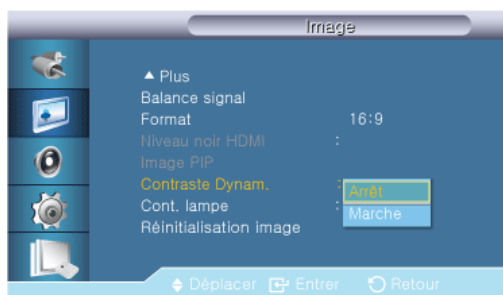 Image
▲ Plus
Balance signal
Format 16:9
Niveau noir HDMI :
Image PIP
Contraste Dynam. : Arrêt
Cont. lampe : Marche
Réinitialisation image
Déplacer Entrer Retour